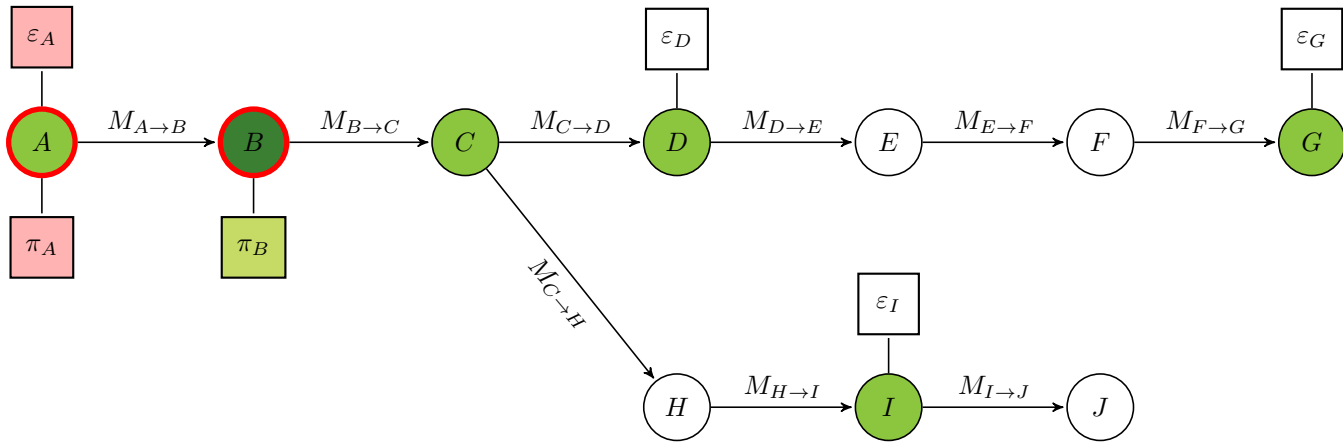 ε_A
ε_D
ε_G
A M_{A→B} B M_{B→C} C M_{C→D} D M_{D→E} E M_{E→F} F M_{F→G} G
π_A
π_B
M_{C→H}
ε_I
H M_{H→I} I M_{I→J} J